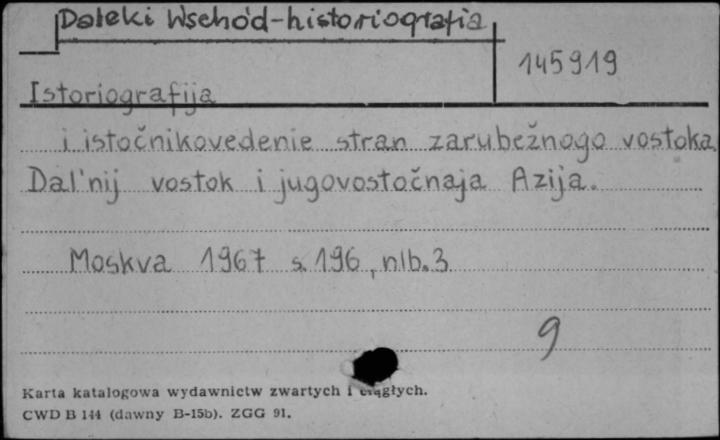 Daleki Wschód-historiografia
145919
Istoriografija
i istočnikovedenie stran zarubežnogo vostoka.
Dal'nij vostok i jugovostočnaja Azija.
Moskva 1967 s. 196, nlb. 3
9
Karta katalogowa wydawnictw zwartych i ciągłych.
CWD B 144 (dawny B-15b). ZGG 91.